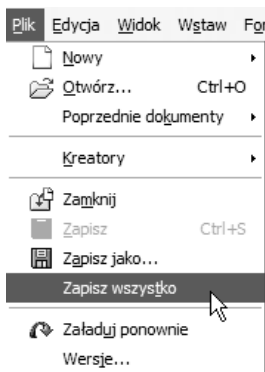 Plik Edycja Widok Wstaw Fo
Nowy
Otwórz... Ctrl+O
Poprzednie dokumenty
Kreatory
Zamknij
Zapisz Ctrl+S
Zapisz jako...
Zapisz wszystko
Załaduj ponownie
Wersje...